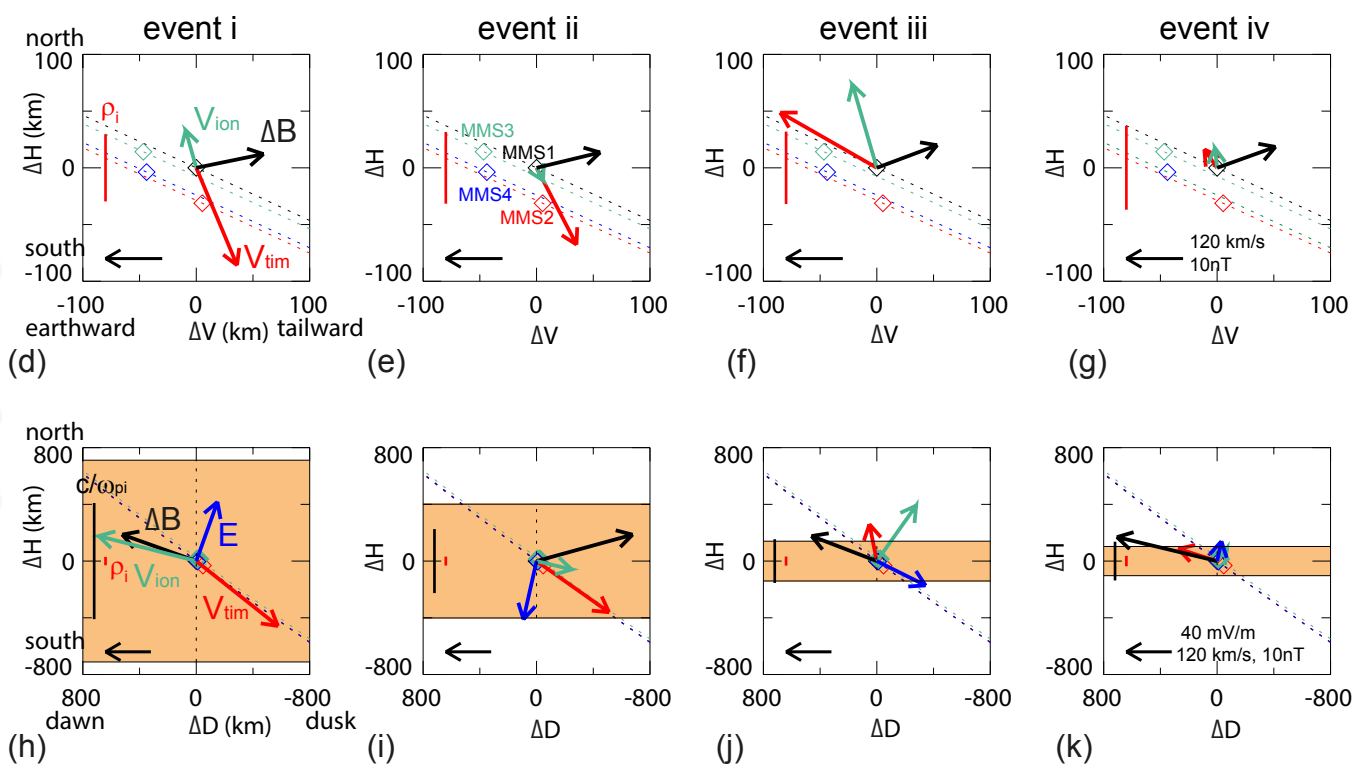 event i event ii event iii event iv
north
100 100 100 100
ρi Vion ΔB MMS3 MMS1
ΔH (km) 0 ΔH 0 ΔH 0 ΔH 0
MMS4 MMS2
south Vtim 120 km/s
10nT
-100 -100 -100 -100
-100 0 100 -100 0 100 -100 0 100 -100 0 100
earthward ΔV (km) tailward ΔV ΔV ΔV
(d) (e) (f) (g)
north
800 800 800 800
c/ωpi
ΔB E
ΔH (km) 0 ΔH 0 ΔH 0 ΔH 0
ρi Vion
Vtim
south 40 mV/m
120 km/s, 10nT
-800 -800 -800 -800
800 0 -800 800 0 -800 800 0 -800 800 0 -800
dawn ΔD (km) dusk ΔD ΔD ΔD
(h) (i) (j) (k)